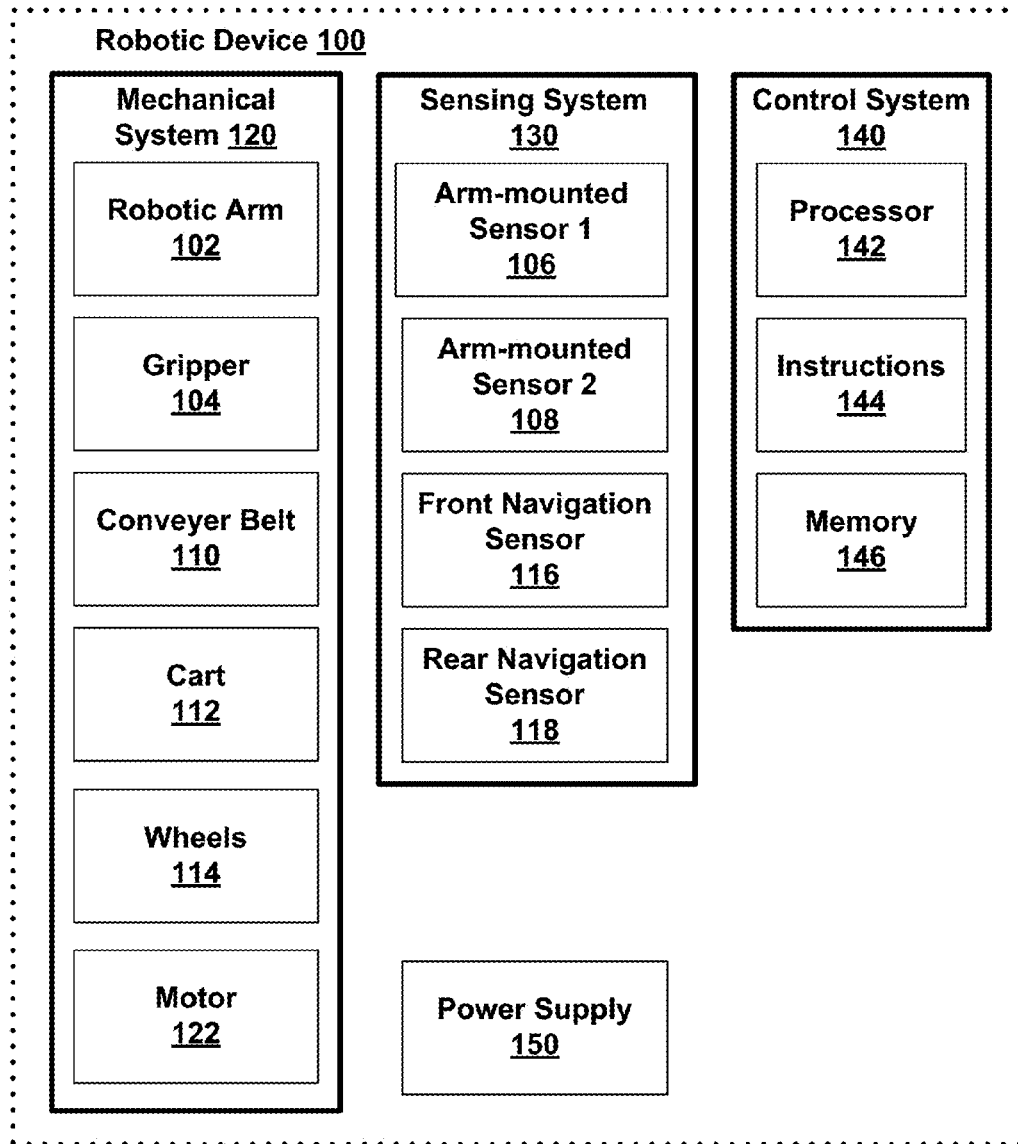 Robotic Device 100
Mechanical
System 120
Robotic Arm
102
Gripper
104
Conveyer Belt
110
Cart
112
Wheels
114
Motor
122
Sensing System
130
Arm-mounted
Sensor 1
106
Arm-mounted
Sensor 2
108
Front Navigation
Sensor
116
Rear Navigation
Sensor
118
Power Supply
150
Control System
140
Processor
142
Instructions
144
Memory
146